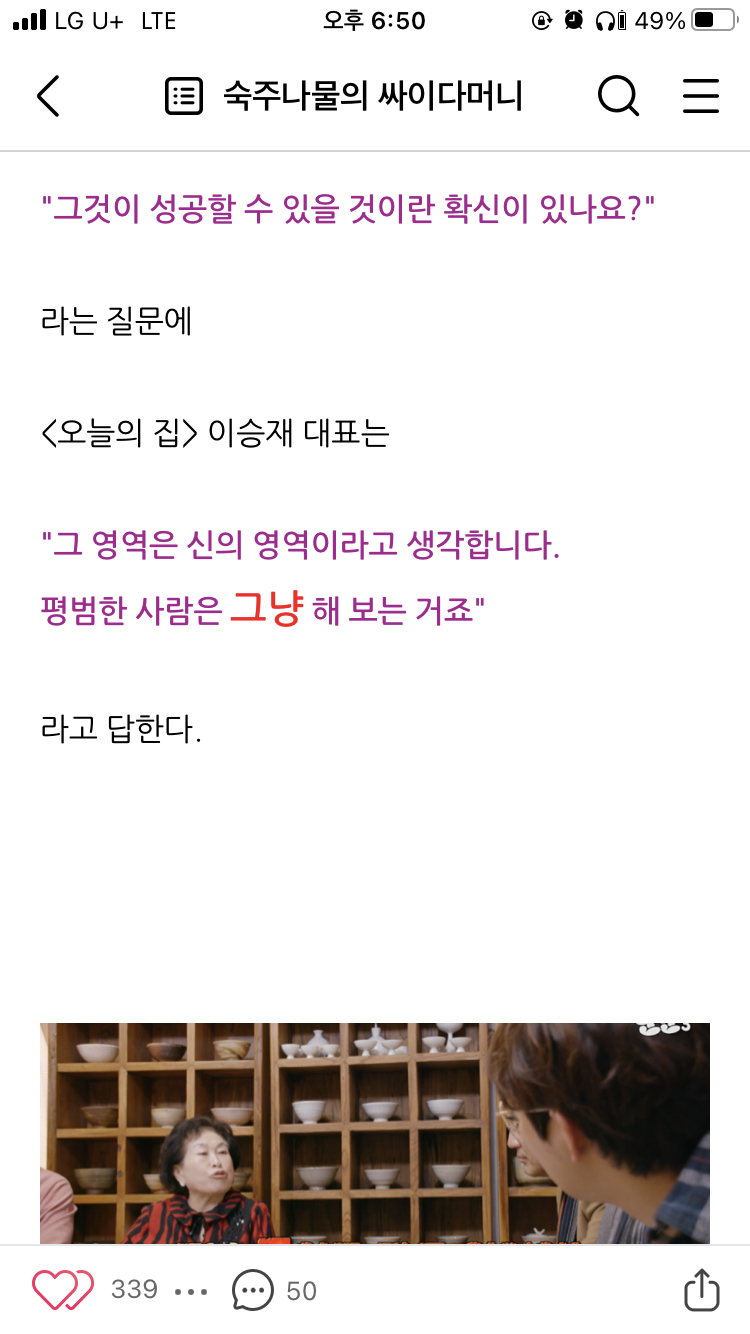 LG U+ LTE 오후 6:50 49%
숙주나물의 싸이다머니
"그것이 성공할 수 있을 것이란 확신이 있나요?"
라는 질문에
<오늘의 집> 이승재 대표는
"그 영역은 신의 영역이라고 생각합니다.
평범한 사람은 그냥 해 보는 거죠"
라고 답한다.
339 50